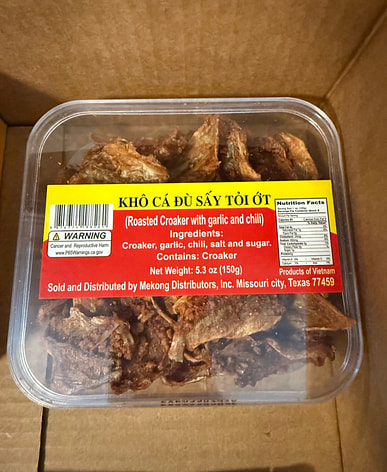 KHÔ CÁ ĐÙ SẤY TỎI ỚT
(Roasted Croaker with garlic and chili)
Ingredients:
Croaker, garlic, chili, salt and sugar.
Contains: Croaker
Net Weight: 5.3 oz (150g)
WARNING
Cancer and Reproductive Harm
www.P65Warnings.ca.gov
Nutrition Facts
Products of Vietnam
Sold and Distributed by Mekong Distributors, Inc. Missouri city, Texas 77459